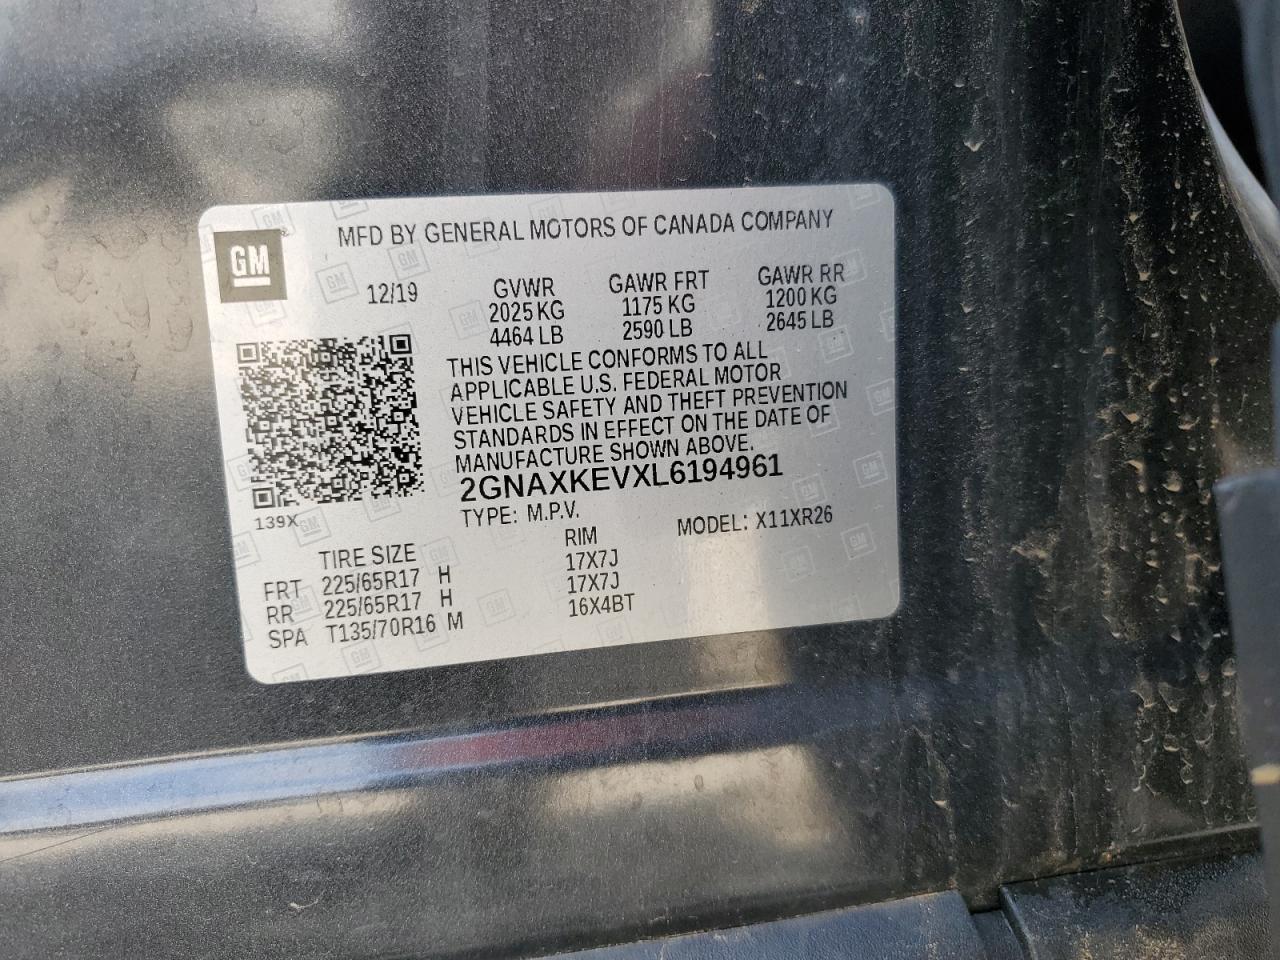 GM
MFD BY GENERAL MOTORS OF CANADA COMPANY
12/19
GVWR
2025 KG
4464 LB
GAWR FRT
1175 KG
2590 LB
GAWR RR
1200 KG
2645 LB
THIS VEHICLE CONFORMS TO ALL
APPLICABLE U.S. FEDERAL MOTOR
VEHICLE SAFETY AND THEFT PREVENTION
STANDARDS IN EFFECT ON THE DATE OF
MANUFACTURE SHOWN ABOVE.
2GNAXKEVXL6194961
139X
TYPE: M.P.V.
MODEL: X11XR26
TIRE SIZE RIM
FRT 225/65R17 H 17X7J
RR 225/65R17 H 17X7J
SPA T135/70R16 M 16X4BT